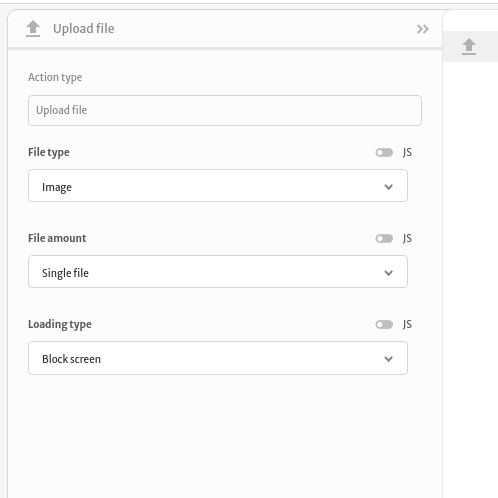 Upload file
Action type
Upload file
File type
JS
Image
File amount
JS
Single file
Loading type
JS
Block screen